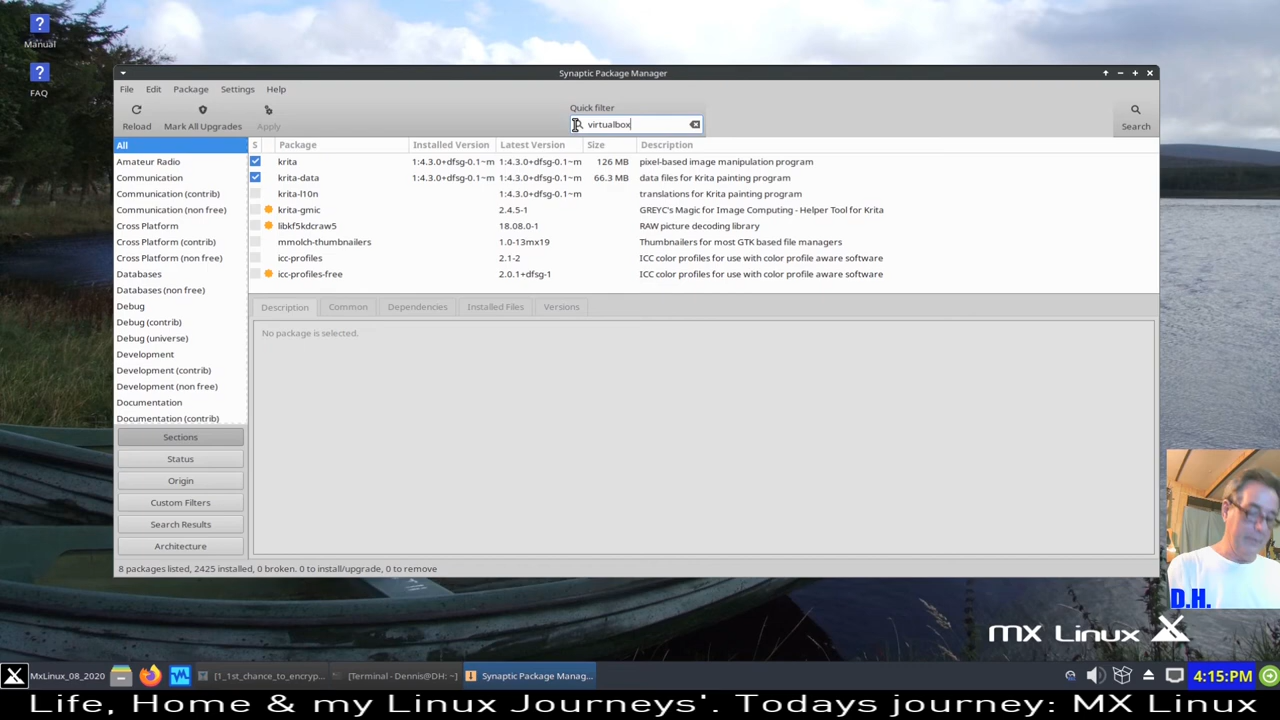 Manual
FAQ
Synaptic Package Manager
File Edit Package Settings Help
Reload Mark All Upgrades Apply
Quick filter
virtualbox
Search
All
Amateur Radio
Communication
Communication (contrib)
Communication (non free)
Cross Platform
Cross Platform (contrib)
Cross Platform (non free)
Databases
Databases (non free)
Debug
Debug (contrib)
Debug (universe)
Development
Development (contrib)
Development (non free)
Documentation
Documentation (contrib)
Sections
Status
Origin
Custom Filters
Search Results
Architecture
S Package Installed Version Latest Version Size Description
krita 1:4.3.0+dfsg-0.1~m 1:4.3.0+dfsg-0.1~m 126 MB pixel-based image manipulation program
krita-data 1:4.3.0+dfsg-0.1~m 1:4.3.0+dfsg-0.1~m 66.3 MB data files for Krita painting program
krita-l10n 1:4.3.0+dfsg-0.1~m translations for Krita painting program
krita-gmic 2.4.5-1 GREYC's Magic for Image Computing - Helper Tool for Krita
libkf5kdcraw5 18.08.0-1 RAW picture decoding library
mmolch-thumbnailers 1.0-13mx19 Thumbnailers for most GTK based file managers
icc-profiles 2.1-2 ICC color profiles for use with color profile aware software
icc-profiles-free 2.0.1+dfsg-1 ICC color profiles for use with color profile aware software
Description Common Dependencies Installed Files Versions
No package is selected.
8 packages listed, 2425 installed, 0 broken. 0 to install/upgrade, 0 to remove
D.H.
MX Linux
MxLinux_08_2020 [1_1st_chance_to_encryp... [Terminal - Dennis@DH: ~] Synaptic Package Manag... 4:15:PM
Life, Home & my Linux Journeys'. Todays journey: MX Linux